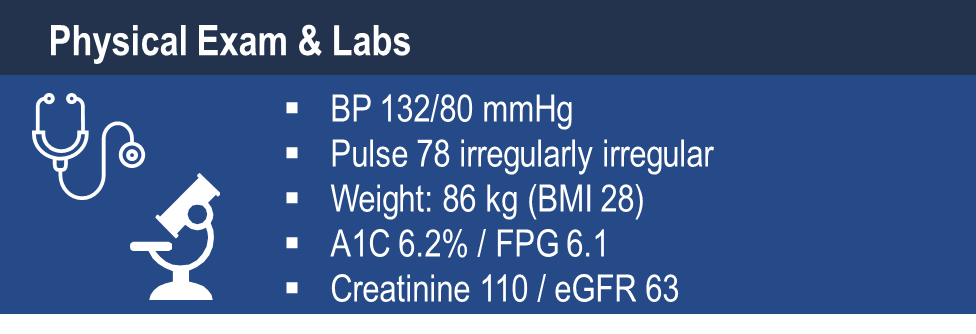 Physical Exam & Labs
▪ BP 132/80 mmHg
▪ Pulse 78 irregularly irregular
▪ Weight: 86 kg (BMI 28)
▪ A1C 6.2% / FPG 6.1
▪ Creatinine 110 / eGFR 63